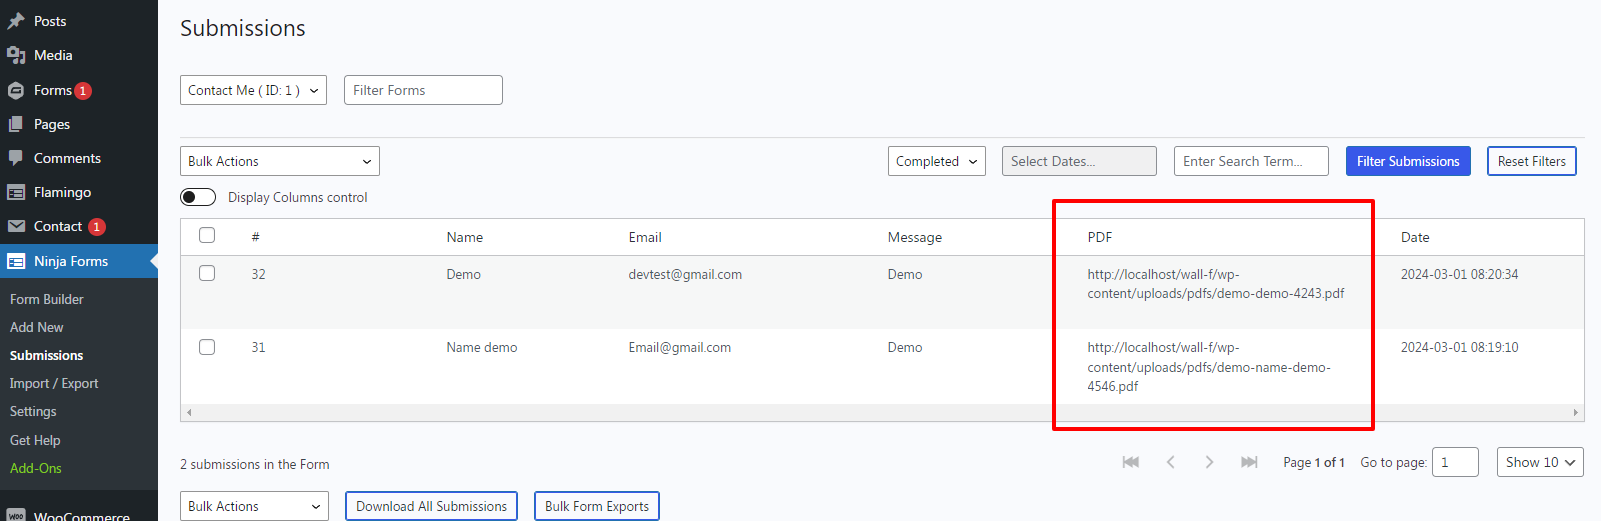 Posts
Media
Forms 1
Pages
Comments
Flamingo
Contact 1
Ninja Forms
Form Builder
Add New
Submissions
Import / Export
Settings
Get Help
Add-Ons
woo WooCommerce
Submissions
Contact Me ( ID: 1 ) Filter Forms
Bulk Actions Completed Select Dates... Enter Search Term... Filter Submissions Reset Filters
Display Columns control
# Name Email Message PDF Date
32 Demo devtest@gmail.com Demo http://localhost/wall-f/wp- 2024-03-01 08:20:34
content/uploads/pdfs/demo-demo-4243.pdf
31 Name demo Email@gmail.com Demo http://localhost/wall-f/wp- 2024-03-01 08:19:10
content/uploads/pdfs/demo-name-demo-
4546.pdf
2 submissions in the Form Page 1 of 1 Go to page: 1 Show 10
Bulk Actions Download All Submissions Bulk Form Exports